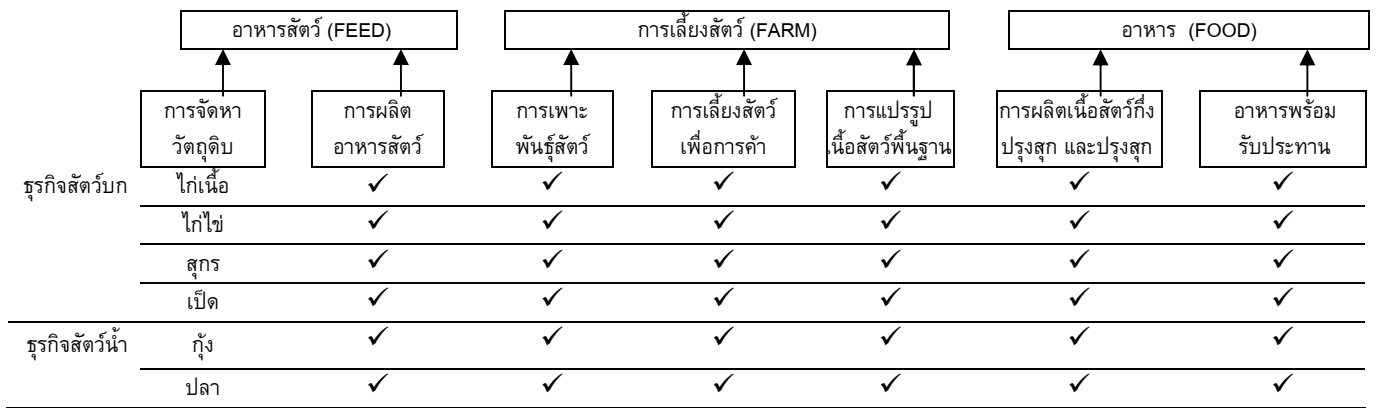 อาหารสัตว์ (FEED) การเลี้ยงสัตว์ (FARM) อาหาร (FOOD)
การจัดหา การผลิต การเพาะ การเลี้ยงสัตว์ การแปรรูป การผลิตเนื้อสัตว์กึ่ง อาหารพร้อม
วัตถุดิบ อาหารสัตว์ พันธุ์สัตว์ เพื่อการค้า เนื้อสัตว์พื้นฐาน ปรุงสุก และปรุงสุก รับประทาน
ธุรกิจสัตว์บก ไก่เนื้อ ✓ ✓ ✓ ✓ ✓ ✓
ไก่ไข่ ✓ ✓ ✓ ✓ ✓ ✓
สุกร ✓ ✓ ✓ ✓ ✓ ✓
เป็ด ✓ ✓ ✓ ✓ ✓ ✓
ธุรกิจสัตว์น้ำ กุ้ง ✓ ✓ ✓ ✓ ✓ ✓
ปลา ✓ ✓ ✓ ✓ ✓ ✓